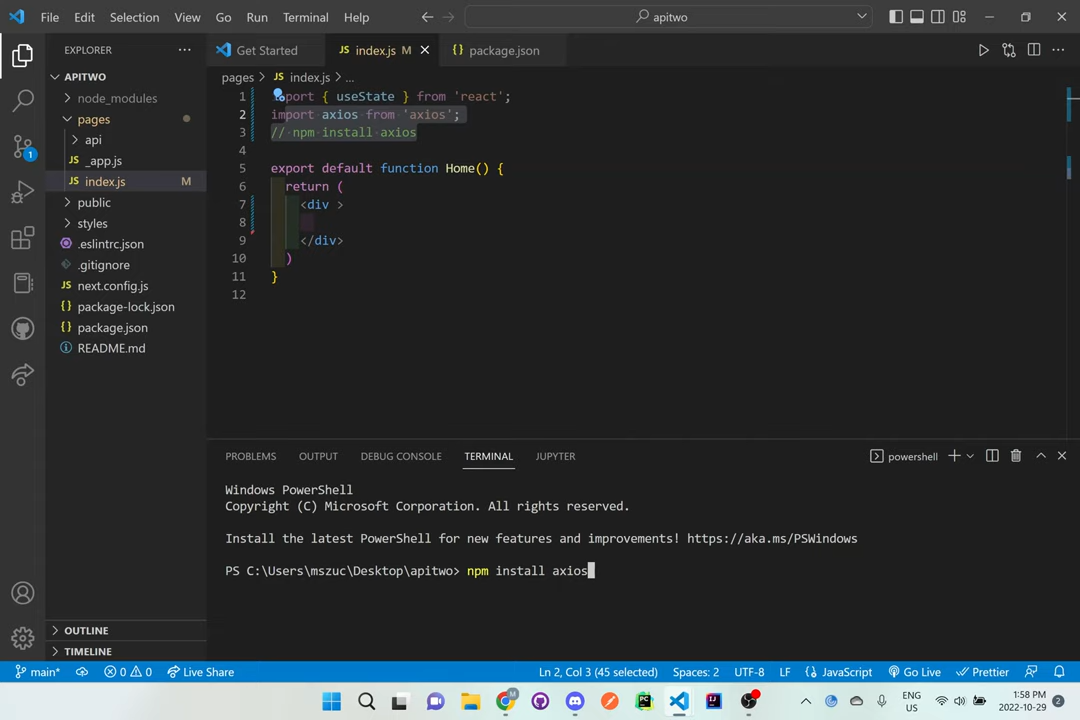 File Edit Selection View Go Run Terminal Help
apitwo
EXPLORER
APITWO
node_modules
pages
api
_app.js
index.js M
public
styles
.eslintrc.json
.gitignore
next.config.js
package-lock.json
package.json
README.md
OUTLINE
TIMELINE
1
Get Started
JS index.js M
{} package.json
pages > JS index.js > ...
1 import { useState } from 'react';
2 import axios from 'axios';
3 // npm install axios
4
5 export default function Home() {
6 return (
7 <div >
8
9 </div>
10 )
11 }
12
PROBLEMS OUTPUT DEBUG CONSOLE TERMINAL JUPYTER
powershell
Windows PowerShell
Copyright (C) Microsoft Corporation. All rights reserved.
Install the latest PowerShell for new features and improvements! https://aka.ms/PSWindows
PS C:\Users\mszuc\Desktop\apitwo> npm install axios
main* 0 0 Live Share
Ln 2, Col 3 (45 selected) Spaces: 2 UTF-8 LF {} JavaScript Go Live Prettier
ENG
US
1:58 PM
2022-10-29
2